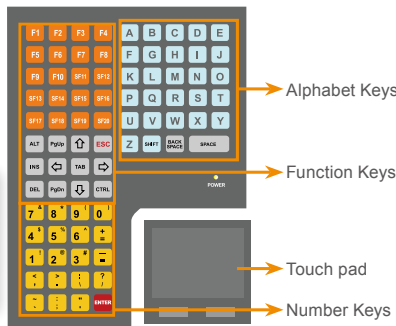 F1 F2 F3 F4 A B C D E
F5 F6 F7 F8 F G H I J
F9 F10 SF11 SF12 K L M N O
Alphabet Keys
SF13 SF14 SF15 SF16 P Q R S T
SF17 SF18 SF19 SF20 U V W X Y
ALT PgUp ESC Z SHIFT BACK SPACE SPACE
INS TAB
Function Keys
DEL PgDn CTRL POWER
7 & 8 * 9 ( 0 )
4 $ 5 % 6 ^ + =
1 ! 2 @ 3 # — =
Touch pad
< , > . | \ ? /
~ : ; " ' ENTER
Number Keys